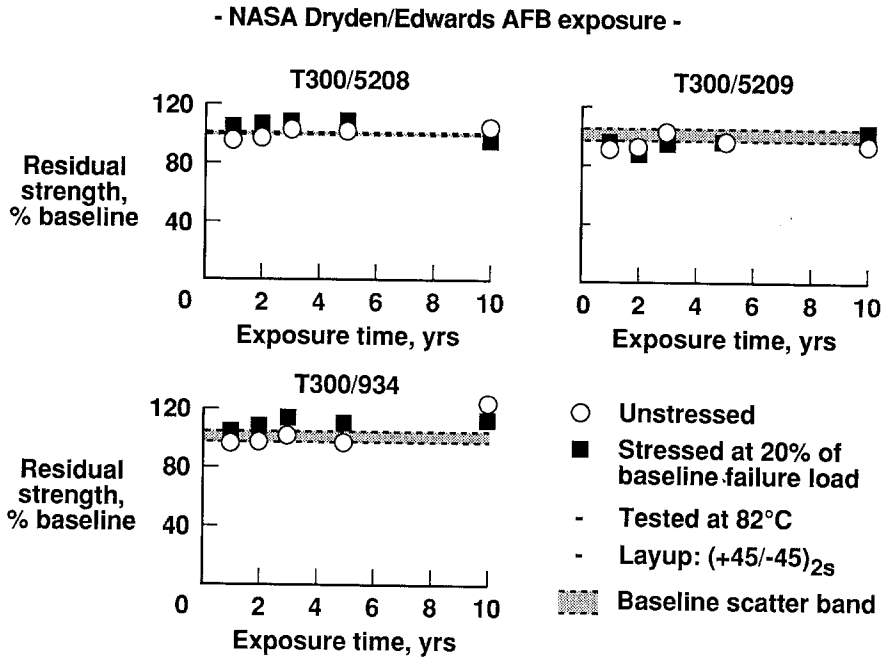 - NASA Dryden/Edwards AFB exposure -
T300/5208
120
80
40
0
Residual
strength,
% baseline
2 4 6 8 10
Exposure time, yrs
T300/5209
0 2 4 6 8 10
Exposure time, yrs
T300/934
120
80
40
0
Residual
strength,
% baseline
2 4 6 8 10
Exposure time, yrs
Unstressed
Stressed at 20% of
baseline failure load
- Tested at 82°C
- Layup: (+45/-45)2s
Baseline scatter band